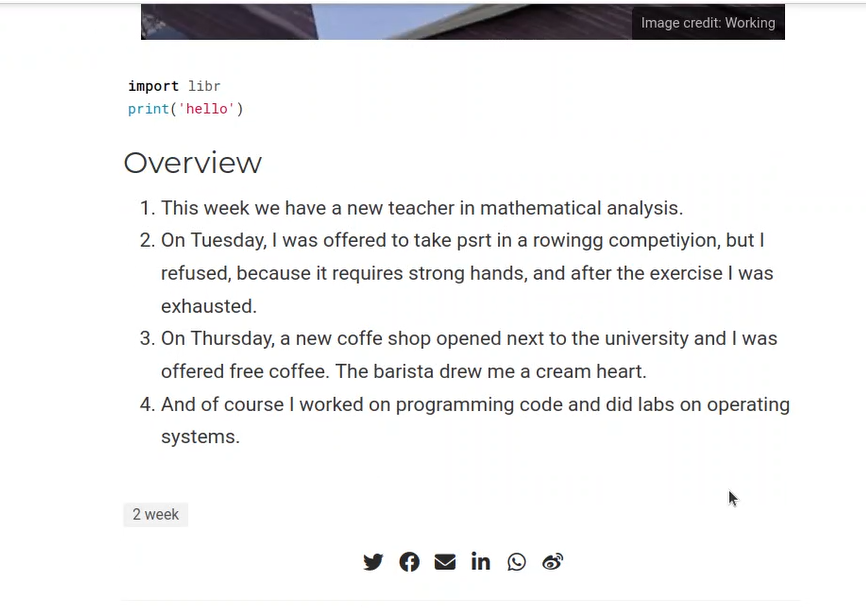 Image credit: Working
import libr
print('hello')
Overview
1. This week we have a new teacher in mathematical analysis.
2. On Tuesday, I was offered to take psrt in a rowingg competiyion, but I
refused, because it requires strong hands, and after the exercise I was
exhausted.
3. On Thursday, a new coffe shop opened next to the university and I was
offered free coffee. The barista drew me a cream heart.
4. And of course I worked on programming code and did labs on operating
systems.
2 week